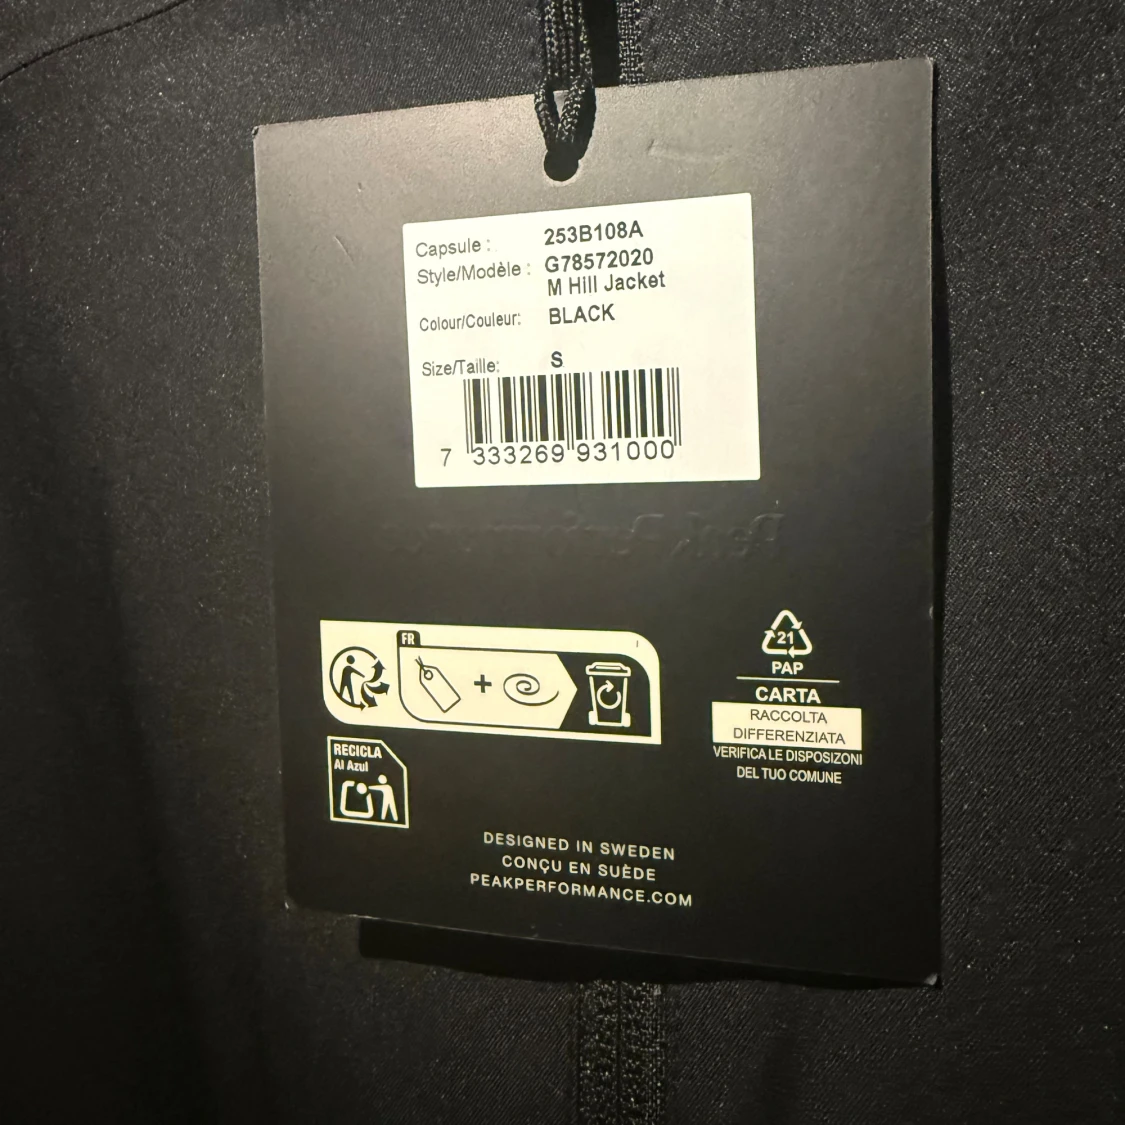 Capsule : 253B108A
Style/Modèle : G78572020
M Hill Jacket
Colour/Couleur: BLACK
Size/Taille: S
7 333269 931000
FR
21
PAP
CARTA
RACCOLTA
DIFFERENZIATA
VERIFICA LE DISPOSIZONI
DEL TUO COMUNE
RECICLA
Al Azul
DESIGNED IN SWEDEN
CONÇU EN SUÈDE
PEAKPERFORMANCE.COM